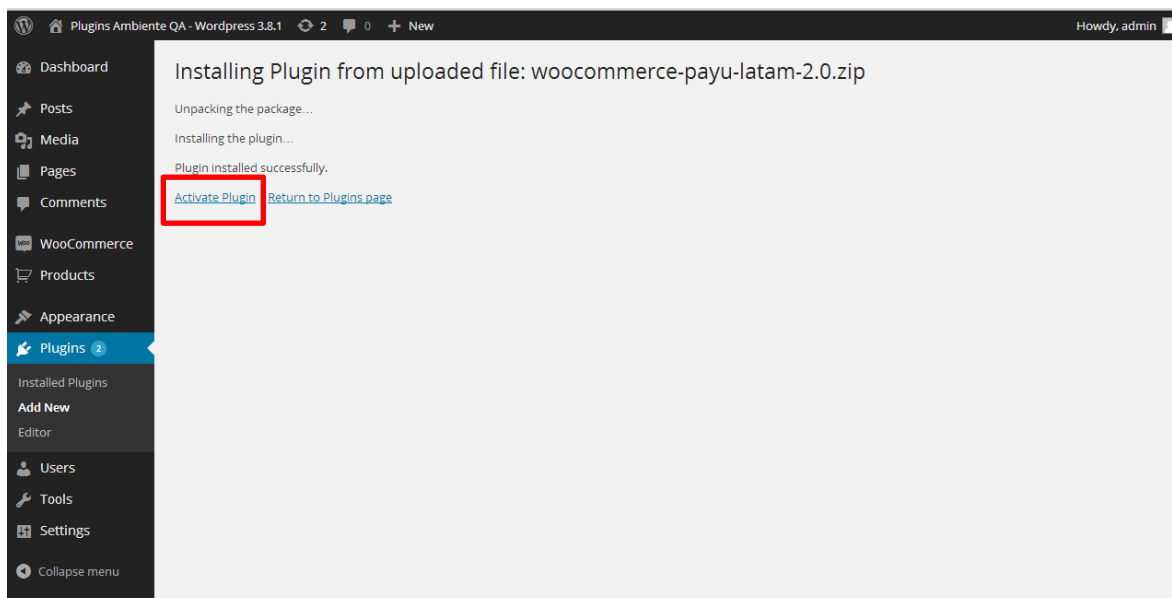 Plugins Ambiente QA - Wordpress 3.8.1 2 0 New Howdy, admin
Dashboard
Posts
Media
Pages
Comments
WooCommerce
Products
Appearance
Plugins 2
Installed Plugins
Add New
Editor
Users
Tools
Settings
Collapse menu
Installing Plugin from uploaded file: woocommerce-payu-latam-2.0.zip
Unpacking the package...
Installing the plugin...
Plugin installed successfully.
Activate Plugin Return to Plugins page